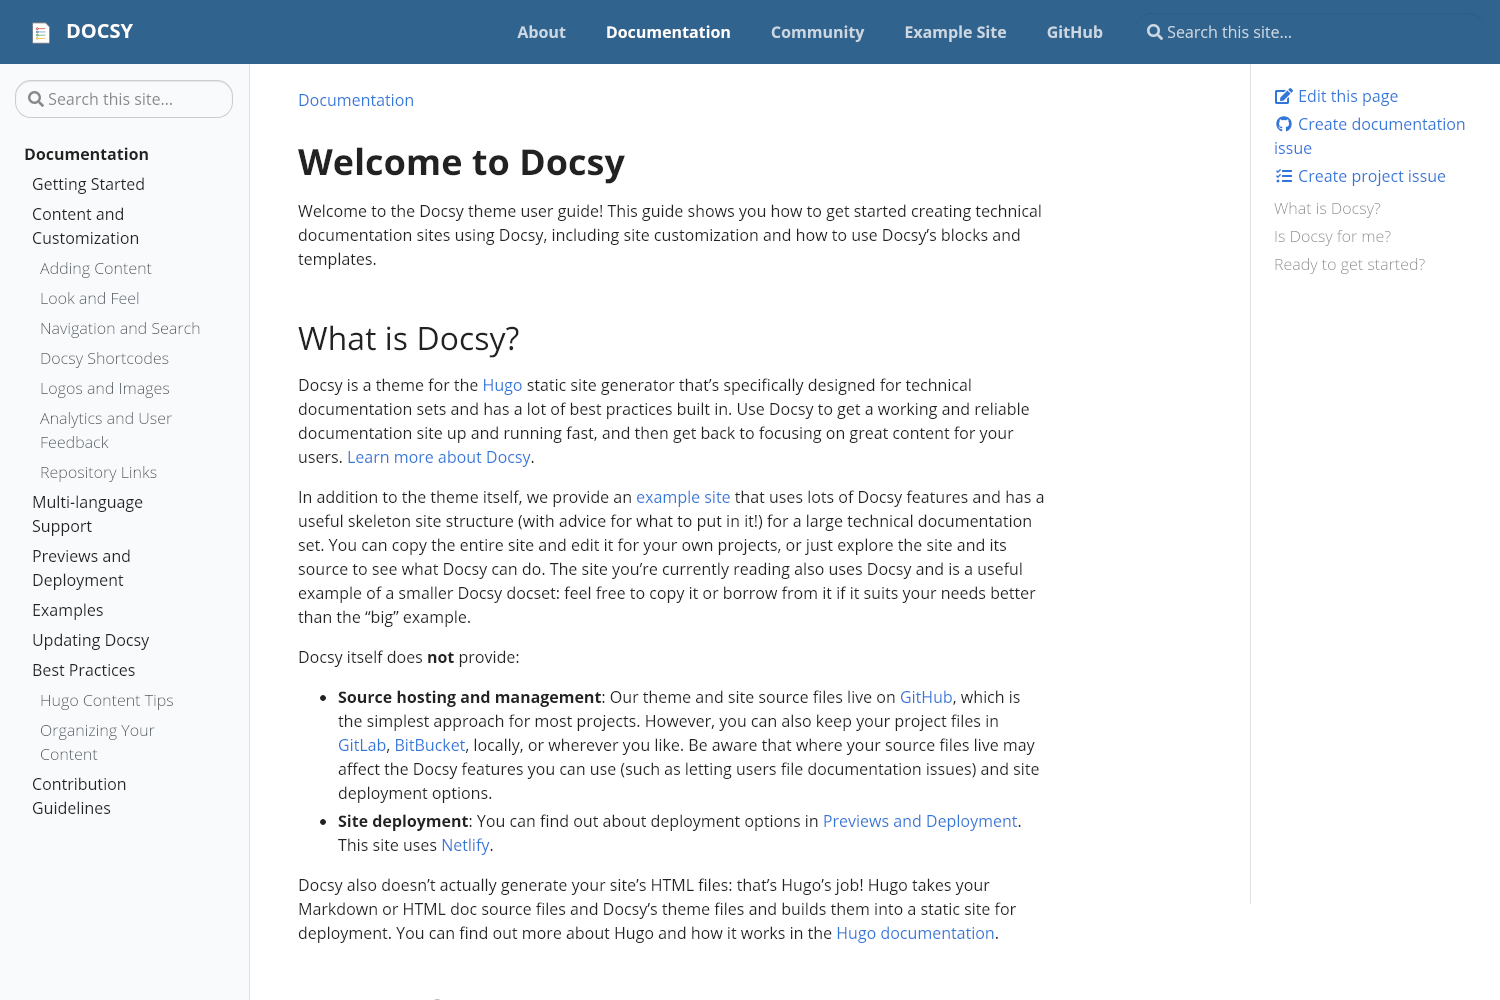 DOCSY
About
Documentation
Community
Example Site
GitHub
Search this site…
Search this site…
Documentation
Getting Started
Content and
Customization
Adding Content
Look and Feel
Navigation and Search
Docsy Shortcodes
Logos and Images
Analytics and User
Feedback
Repository Links
Multi-language
Support
Previews and
Deployment
Examples
Updating Docsy
Best Practices
Hugo Content Tips
Organizing Your
Content
Contribution
Guidelines
Documentation
Welcome to Docsy
Welcome to the Docsy theme user guide! This guide shows you how to get started creating technical
documentation sites using Docsy, including site customization and how to use Docsy’s blocks and
templates.
What is Docsy?
Docsy is a theme for the Hugo static site generator that’s specifically designed for technical
documentation sets and has a lot of best practices built in. Use Docsy to get a working and reliable
documentation site up and running fast, and then get back to focusing on great content for your
users. Learn more about Docsy.
In addition to the theme itself, we provide an example site that uses lots of Docsy features and has a
useful skeleton site structure (with advice for what to put in it!) for a large technical documentation
set. You can copy the entire site and edit it for your own projects, or just explore the site and its
source to see what Docsy can do. The site you’re currently reading also uses Docsy and is a useful
example of a smaller Docsy docset: feel free to copy it or borrow from it if it suits your needs better
than the “big” example.
Docsy itself does not provide:
• Source hosting and management: Our theme and site source files live on GitHub, which is
the simplest approach for most projects. However, you can also keep your project files in
GitLab, BitBucket, locally, or wherever you like. Be aware that where your source files live may
affect the Docsy features you can use (such as letting users file documentation issues) and site
deployment options.
• Site deployment: You can find out about deployment options in Previews and Deployment.
This site uses Netlify.
Docsy also doesn’t actually generate your site’s HTML files: that’s Hugo’s job! Hugo takes your
Markdown or HTML doc source files and Docsy’s theme files and builds them into a static site for
deployment. You can find out more about Hugo and how it works in the Hugo documentation.
Edit this page
Create documentation
issue
Create project issue
What is Docsy?
Is Docsy for me?
Ready to get started?